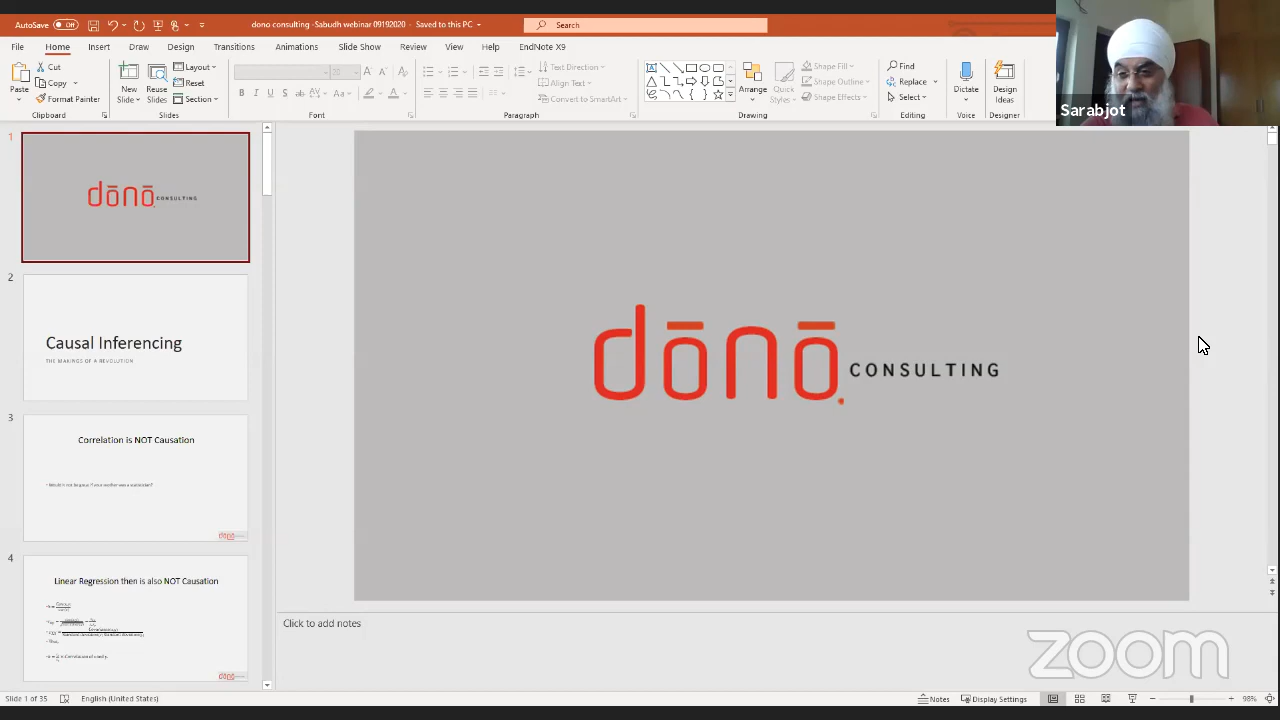 AutoSave Off
dono consulting -Sabudh webinar 09192020 - Saved to this PC
Search
File Home Insert Draw Design Transitions Animations Slide Show Review View Help EndNote X9
Paste
Cut
Copy
Format Painter
Clipboard
New Slide
Reuse Slides
Layout
Reset
Section
Slides
B I U S ab AV Aa
Font
Text Direction
Align Text
Convert to SmartArt
Paragraph
Arrange
Quick Styles
Shape Fill
Shape Outline
Shape Effects
Drawing
Find
Replace
Select
Editing
Dictate
Voice
Design Ideas
Designer
Sarabjot
1
dōnō. CONSULTING
2
Causal Inferencing
THE MAKINGS OF A REVOLUTION
3
Correlation is NOT Causation
dōnō
4
Linear Regression then is also NOT Causation
dōnō
dōnō. CONSULTING
Click to add notes
zoom
Slide 1 of 35
English (United States)
Notes
Display Settings
98%